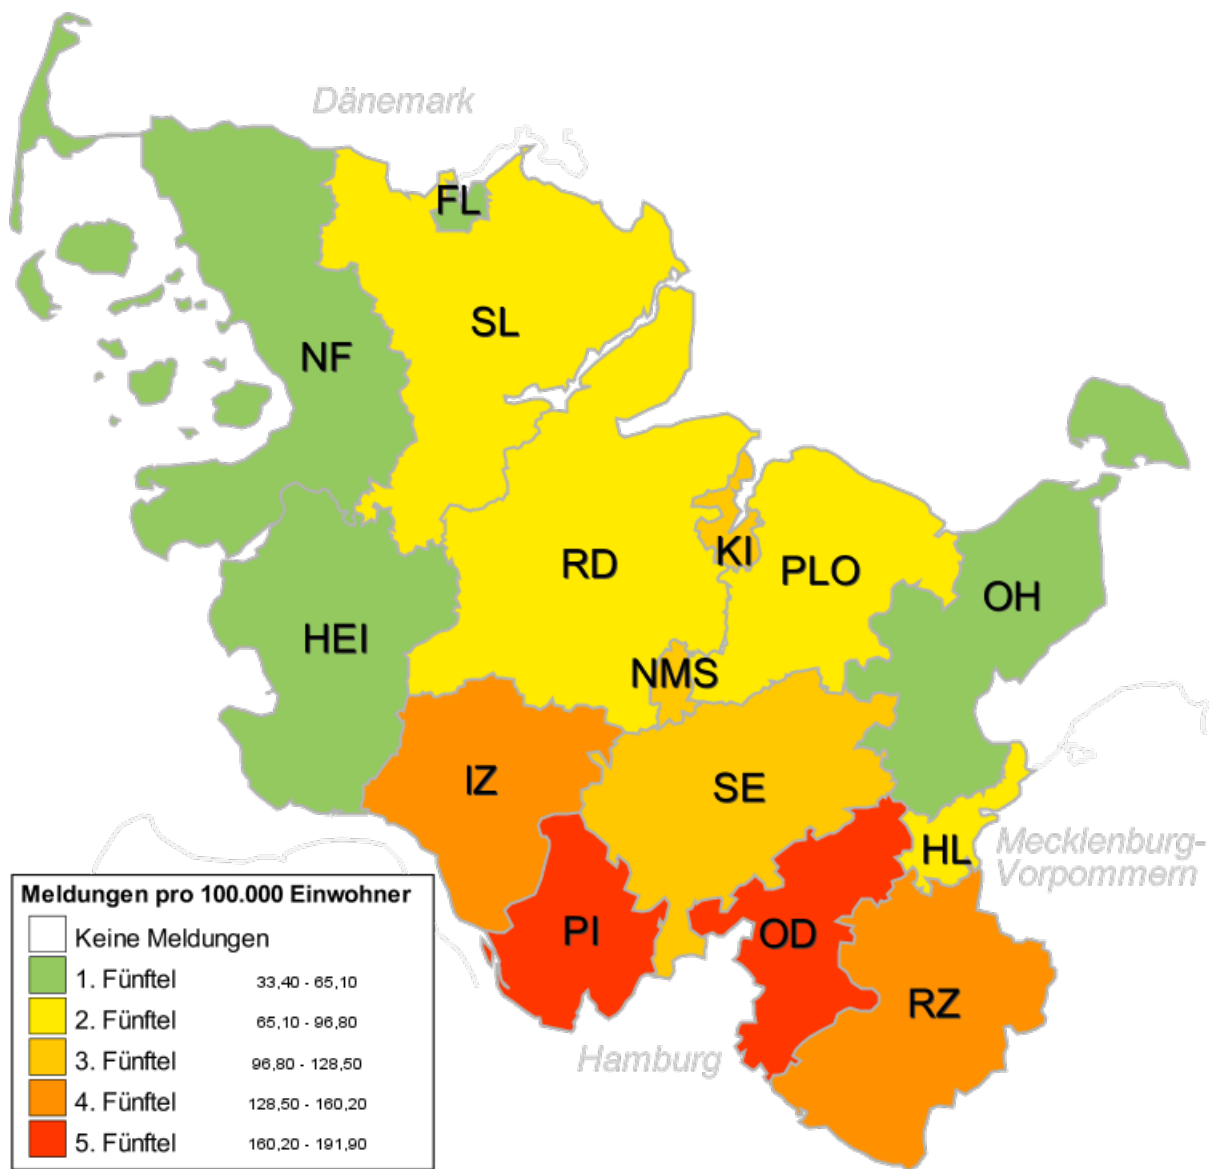 Dänemark
FL
SL
NF
KI
RD
PLO
OH
HEI
NMS
IZ
SE
HL
Mecklenburg-
Vorpommern
PI
OD
RZ
Hamburg
Meldungen pro 100.000 Einwohner
Keine Meldungen
1. Fünftel 33,40 - 65,10
2. Fünftel 65,10 - 96,80
3. Fünftel 96,80 - 128,50
4. Fünftel 128,50 - 160,20
5. Fünftel 160,20 - 191,90